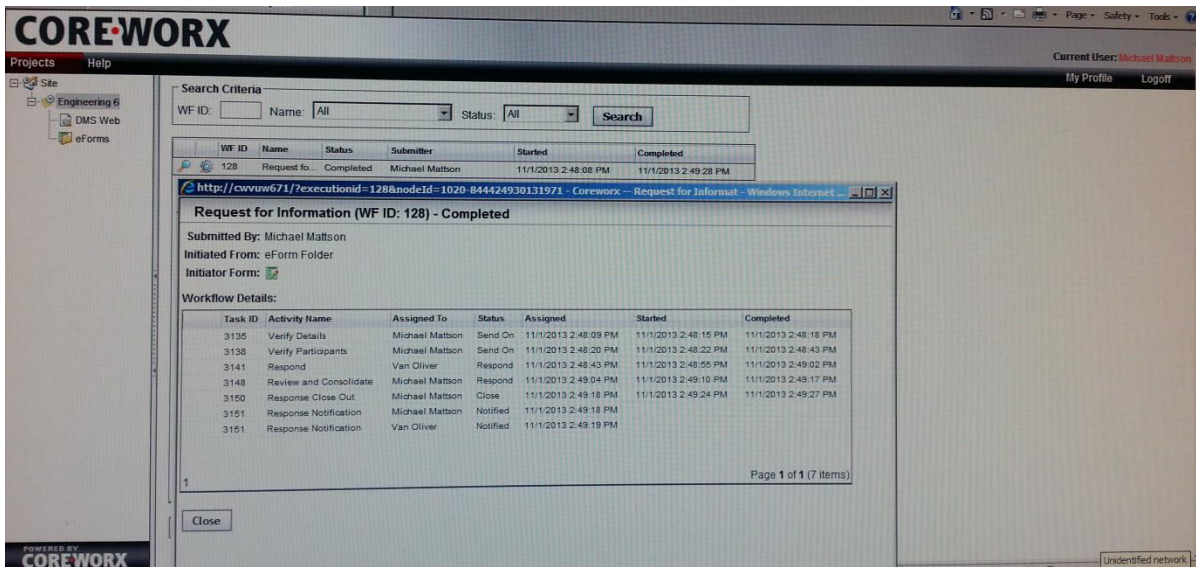 Page Safety Tools
COREWORX
Current User: Michael Mattson
Projects Help
My Profile Logoff
Site
Engineering 6
DMS Web
eForms
Search Criteria
WF ID: Name: All Status: All Search
WF ID Name Status Submitter Started Completed
128 Request fo... Completed Michael Mattson 11/1/2013 2:48:08 PM 11/1/2013 2:49:28 PM
http://cwvuw671/?executionid=128&nodeId=1020-844424930131971 - Coreworx -- Request for Informat - Windows Internet ...
Request for Information (WF ID: 128) - Completed
Submitted By: Michael Mattson
Initiated From: eForm Folder
Initiator Form:
Workflow Details:
Task ID Activity Name Assigned To Status Assigned Started Completed
3135 Verify Details Michael Mattson Send On 11/1/2013 2:48:09 PM 11/1/2013 2:48:15 PM 11/1/2013 2:48:18 PM
3138 Verify Participants Michael Mattson Send On 11/1/2013 2:48:20 PM 11/1/2013 2:48:22 PM 11/1/2013 2:48:43 PM
3141 Respond Van Oliver Respond 11/1/2013 2:48:43 PM 11/1/2013 2:48:55 PM 11/1/2013 2:49:02 PM
3148 Review and Consolidate Michael Mattson Respond 11/1/2013 2:49:04 PM 11/1/2013 2:49:10 PM 11/1/2013 2:49:17 PM
3150 Response Close Out Michael Mattson Close 11/1/2013 2:49:18 PM 11/1/2013 2:49:24 PM 11/1/2013 2:49:27 PM
3151 Response Notification Michael Mattson Notified 11/1/2013 2:49:18 PM
3151 Response Notification Van Oliver Notified 11/1/2013 2:49:19 PM
1 Page 1 of 1 (7 items)
Close
POWERED BY
COREWORX
Unidentified network